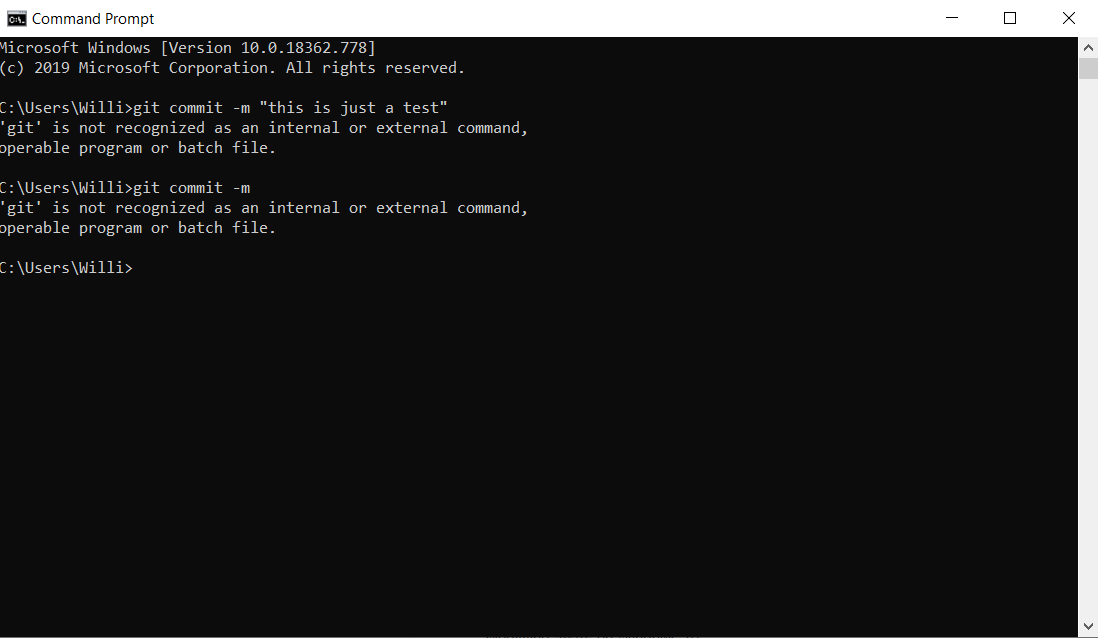 Command Prompt
Microsoft Windows [Version 10.0.18362.778]
(c) 2019 Microsoft Corporation. All rights reserved.
C:\Users\Willi>git commit -m "this is just a test"
'git' is not recognized as an internal or external command,
operable program or batch file.
C:\Users\Willi>git commit -m
'git' is not recognized as an internal or external command,
operable program or batch file.
C:\Users\Willi>